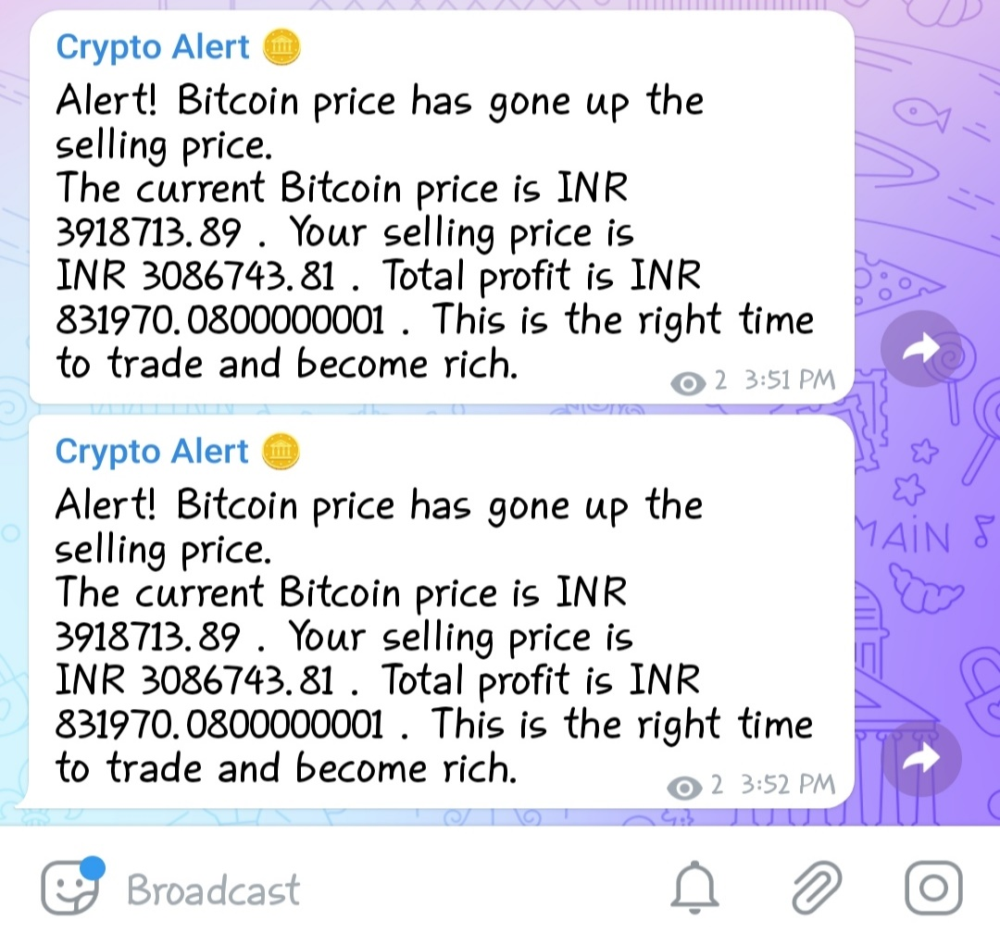 Crypto Alert
Alert! Bitcoin price has gone up the
selling price.
The current Bitcoin price is INR
3918713.89 . Your selling price is
INR 3086743.81 . Total profit is INR
831970.0800000001 . This is the right time
to trade and become rich.
2 3:51 PM
Crypto Alert
Alert! Bitcoin price has gone up the
selling price.
The current Bitcoin price is INR
3918713.89 . Your selling price is
INR 3086743.81 . Total profit is INR
831970.0800000001 . This is the right time
to trade and become rich.
2 3:52 PM
MAiN
Broadcast